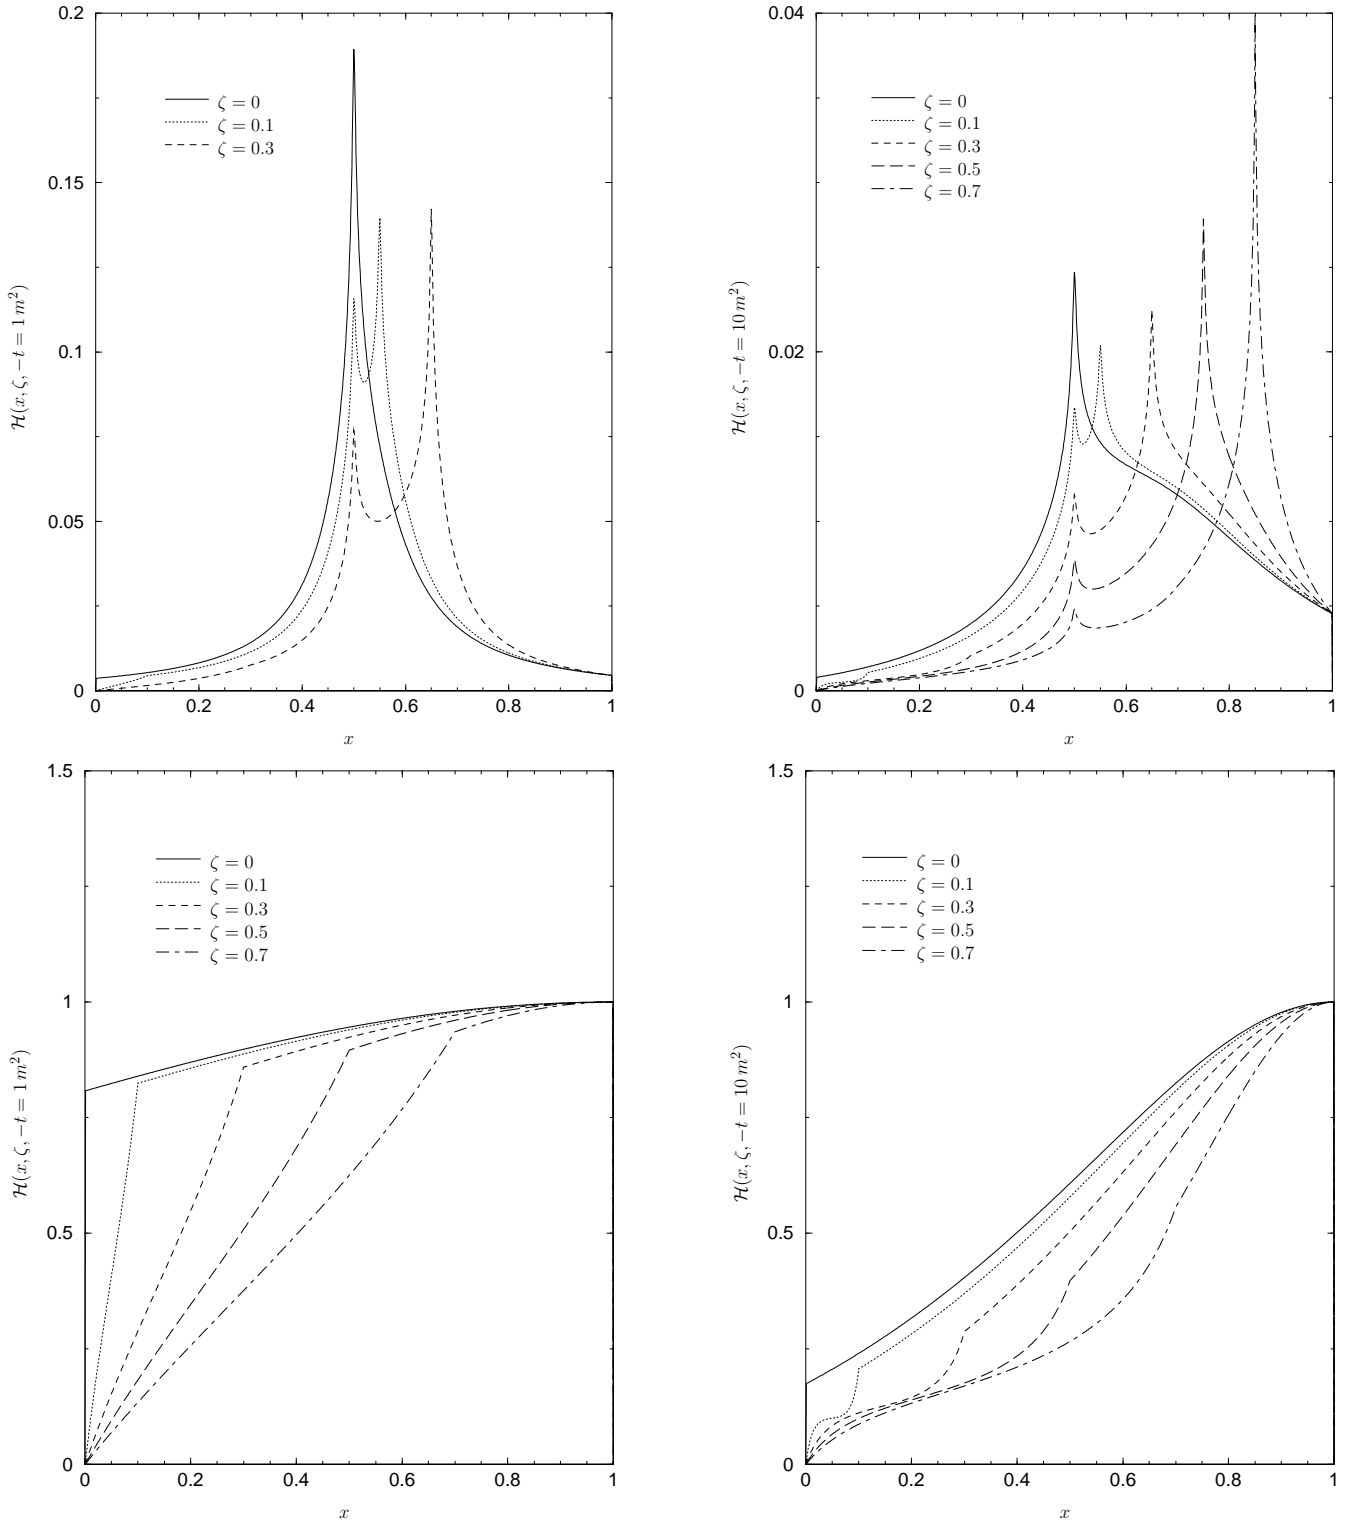 0.2
0.15
0.1
0.05
0
0
0.2
0.4
0.6
0.8
1
x
H(x, ζ, −t = 1 m²)
ζ = 0
ζ = 0.1
ζ = 0.3
0.04
0.02
0
0
0.2
0.4
0.6
0.8
1
x
H(x, ζ, −t = 10 m²)
ζ = 0
ζ = 0.1
ζ = 0.3
ζ = 0.5
ζ = 0.7
1.5
1
0.5
0
0
0.2
0.4
0.6
0.8
1
x
H(x, ζ, −t = 1 m²)
ζ = 0
ζ = 0.1
ζ = 0.3
ζ = 0.5
ζ = 0.7
1.5
1
0.5
0
0
0.2
0.4
0.6
0.8
1
x
H(x, ζ, −t = 10 m²)
ζ = 0
ζ = 0.1
ζ = 0.3
ζ = 0.5
ζ = 0.7